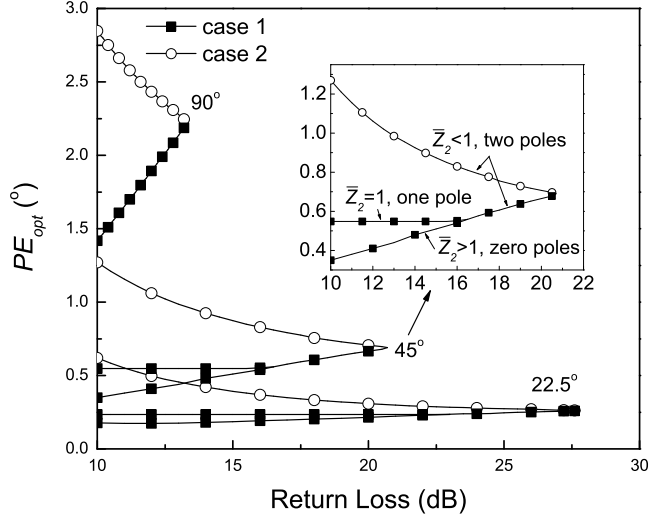 3.0
2.5
2.0
1.5
1.0
0.5
0.0
PEopt (°)
case 1
case 2
90°
45°
22.5°
1.2
1.0
0.8
0.6
0.4
Z̅2<1, two poles
Z̅2=1, one pole
Z̅2>1, zero poles
10 12 14 16 18 20 22
10 15 20 25 30
Return Loss (dB)